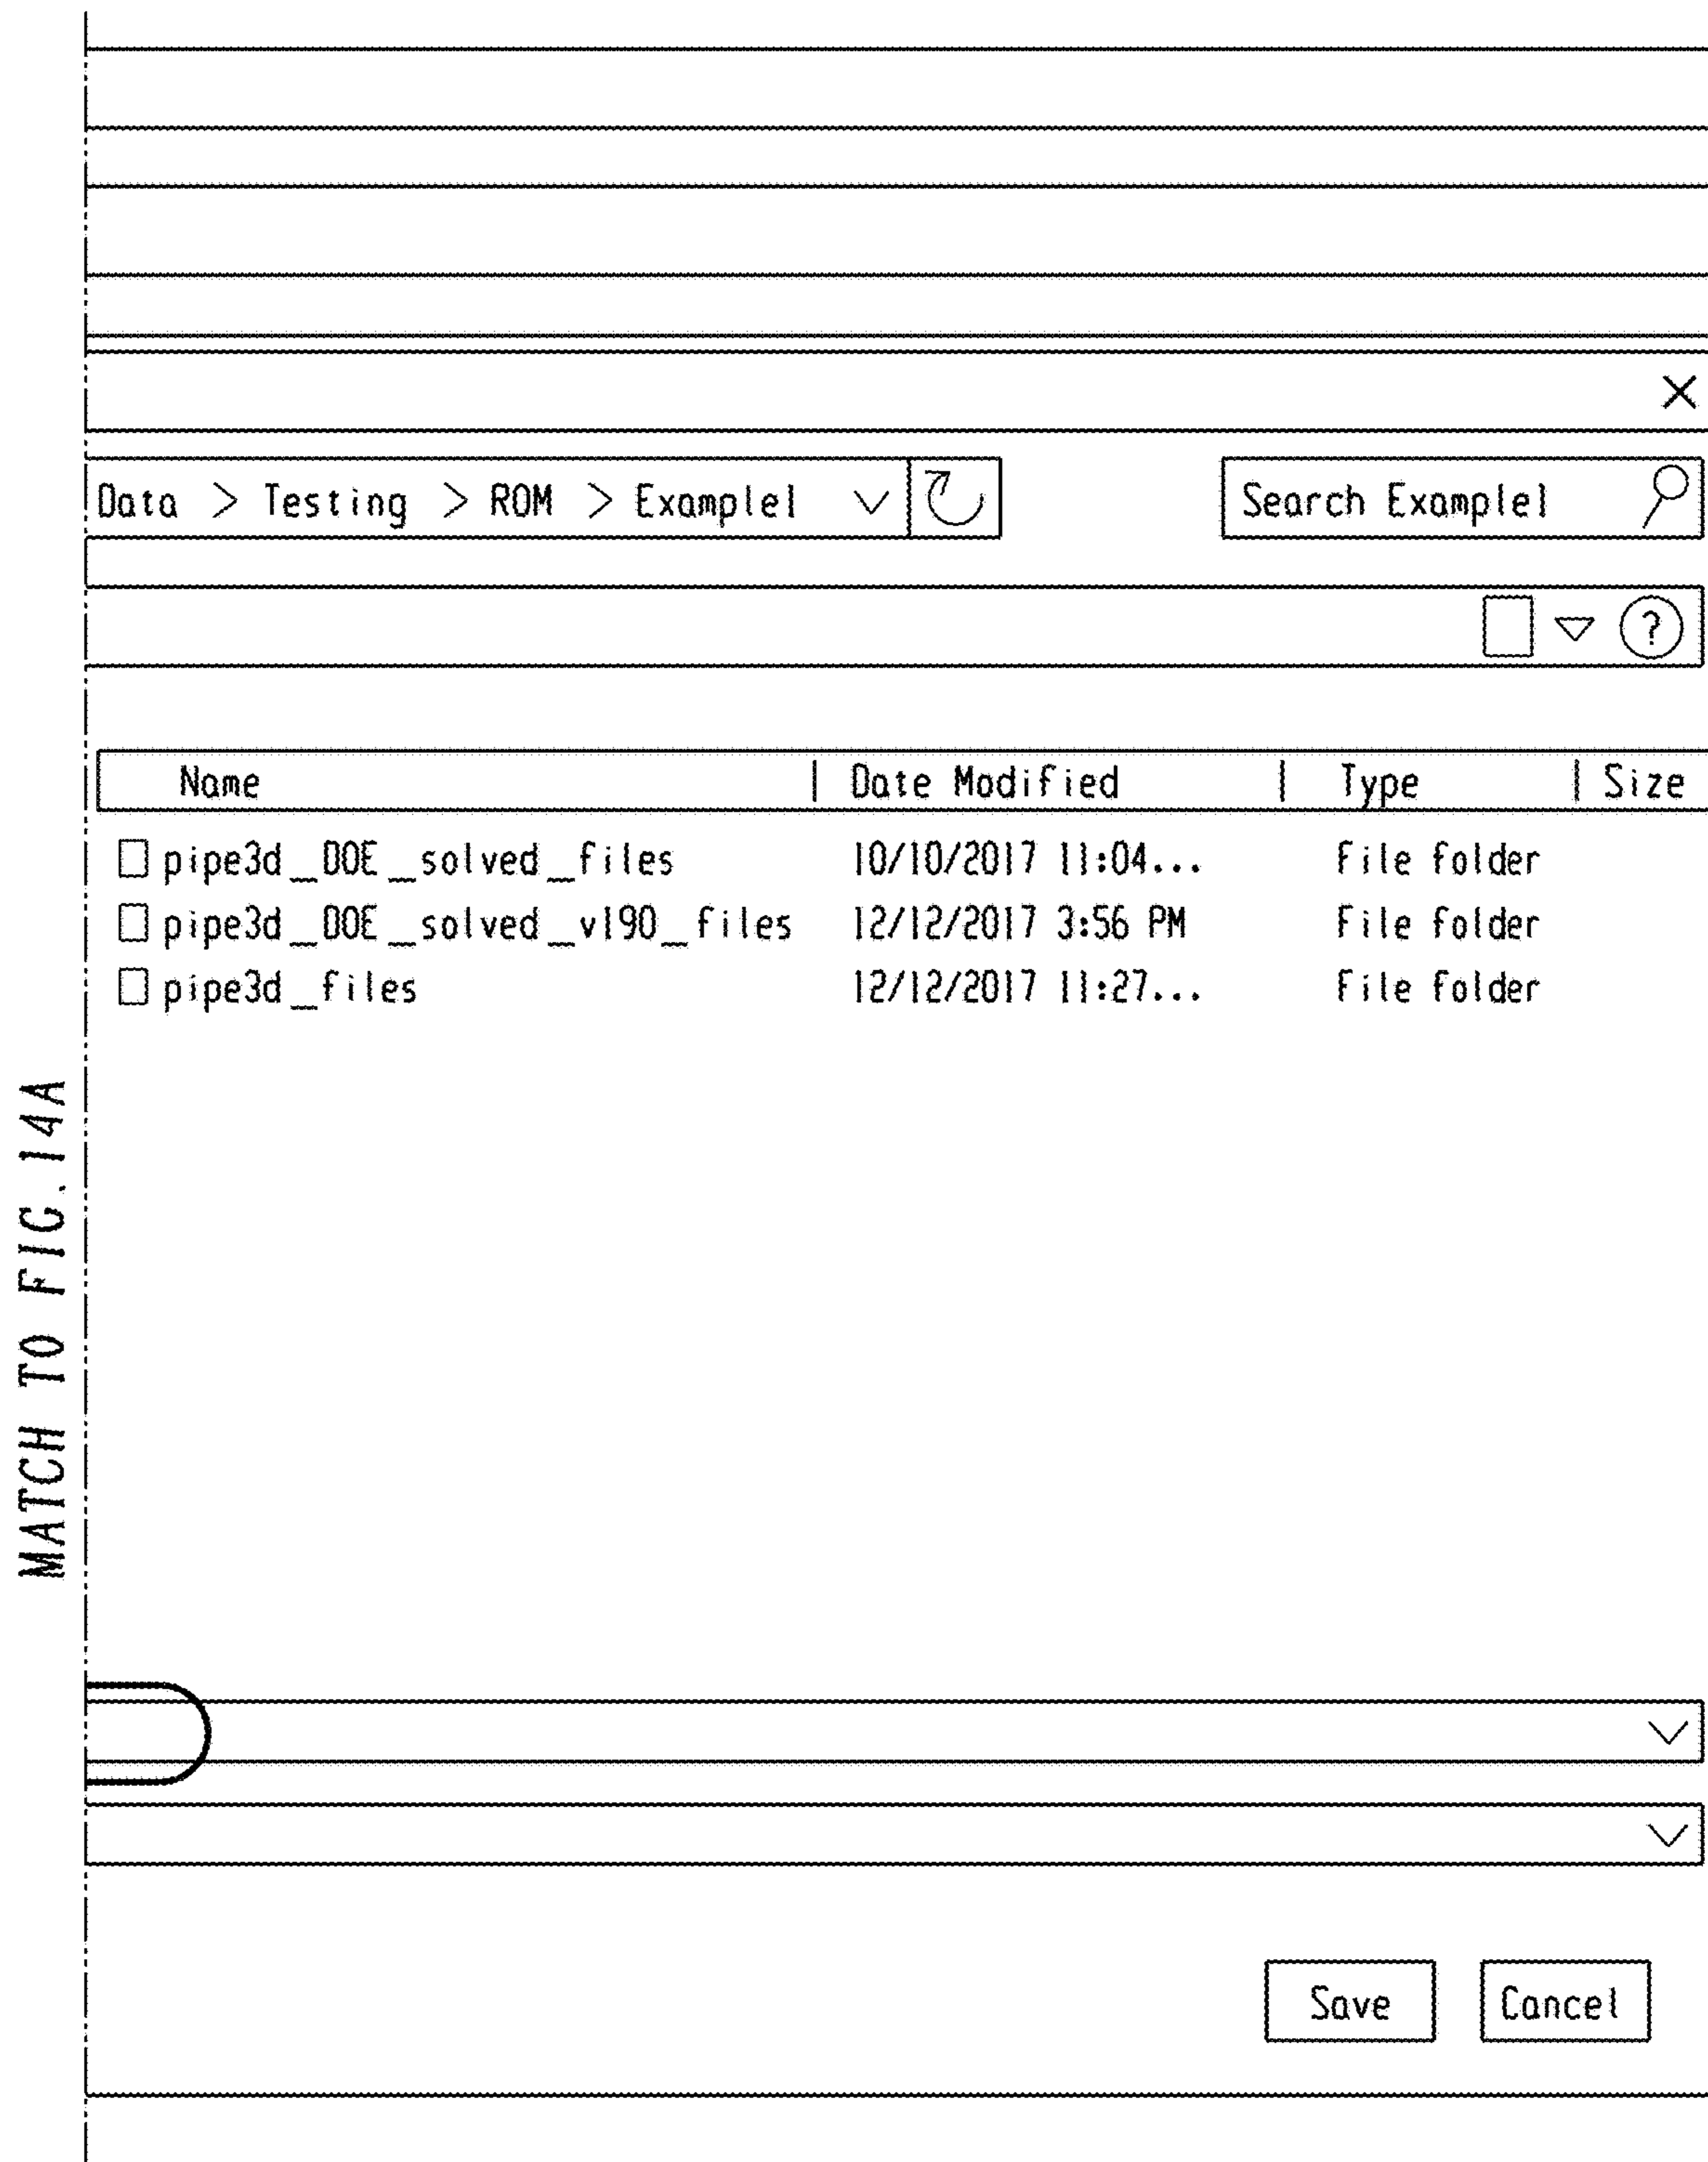 Data > Testing > ROM > Example1
Search Example1
?
Name | Date Modified | Type | Size
pipe3d_DOE_solved_files 10/10/2017 11:04... File folder
pipe3d_DOE_solved_v190_files 12/12/2017 3:56 PM File folder
pipe3d_files 12/12/2017 11:27... File folder
MATCH TO FIG.14A
Save Cancel